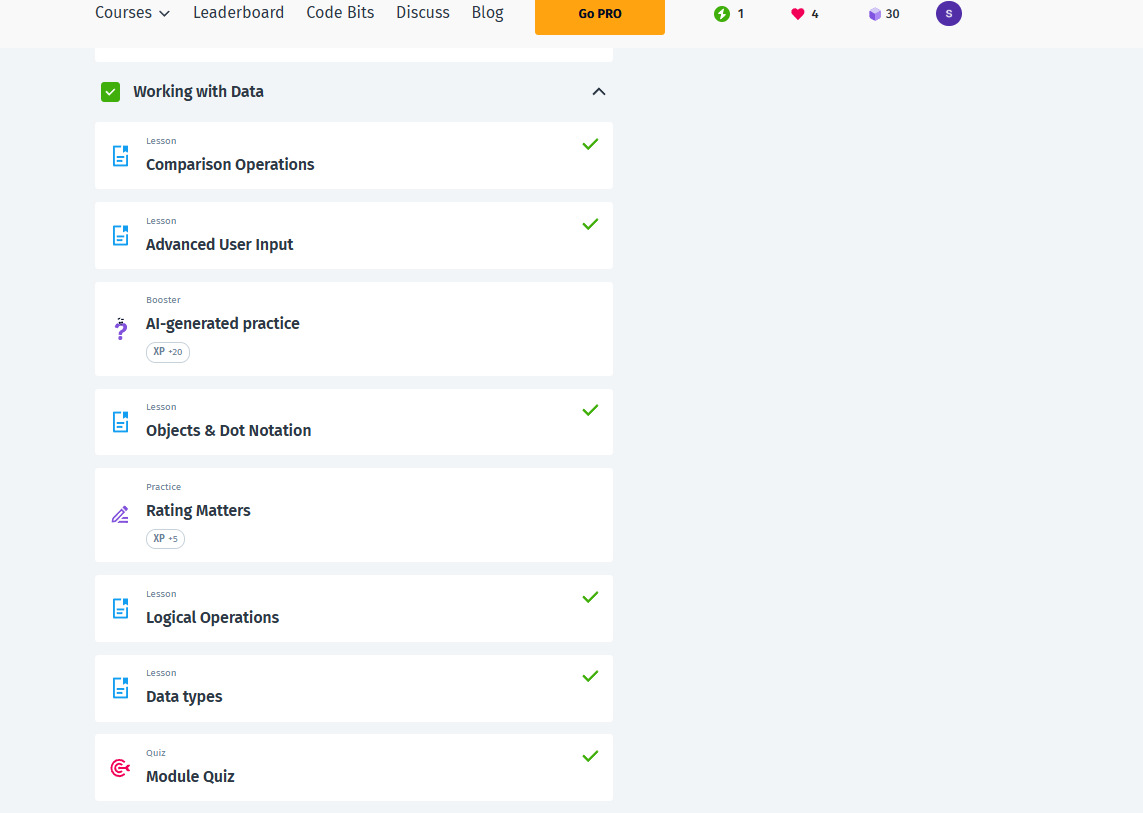 Courses Leaderboard Code Bits Discuss Blog Go PRO 1 4 30 S
Working with Data
Lesson
Comparison Operations
Lesson
Advanced User Input
Booster
AI-generated practice
XP +20
Lesson
Objects & Dot Notation
Practice
Rating Matters
XP +5
Lesson
Logical Operations
Lesson
Data types
Quiz
Module Quiz